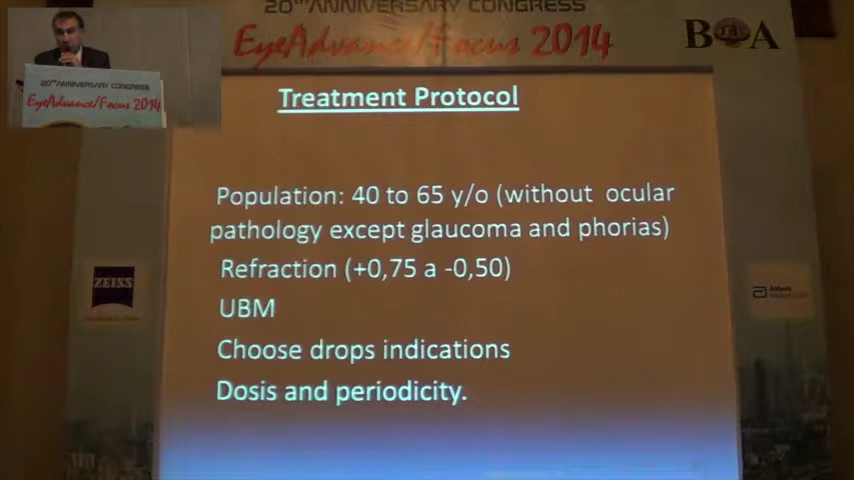 20TH ANNIVERSARY CONGRESS
EyeAdvance/Focus 2014
BOA
20TH ANNIVERSARY CONGRESS
EyeAdvance/Focus 2014
Treatment Protocol
Population: 40 to 65 y/o (without ocular
pathology except glaucoma and phorias)
Refraction (+0,75 a -0,50)
UBM
Choose drops indications
Dosis and periodicity.
ZEISS
Abbott